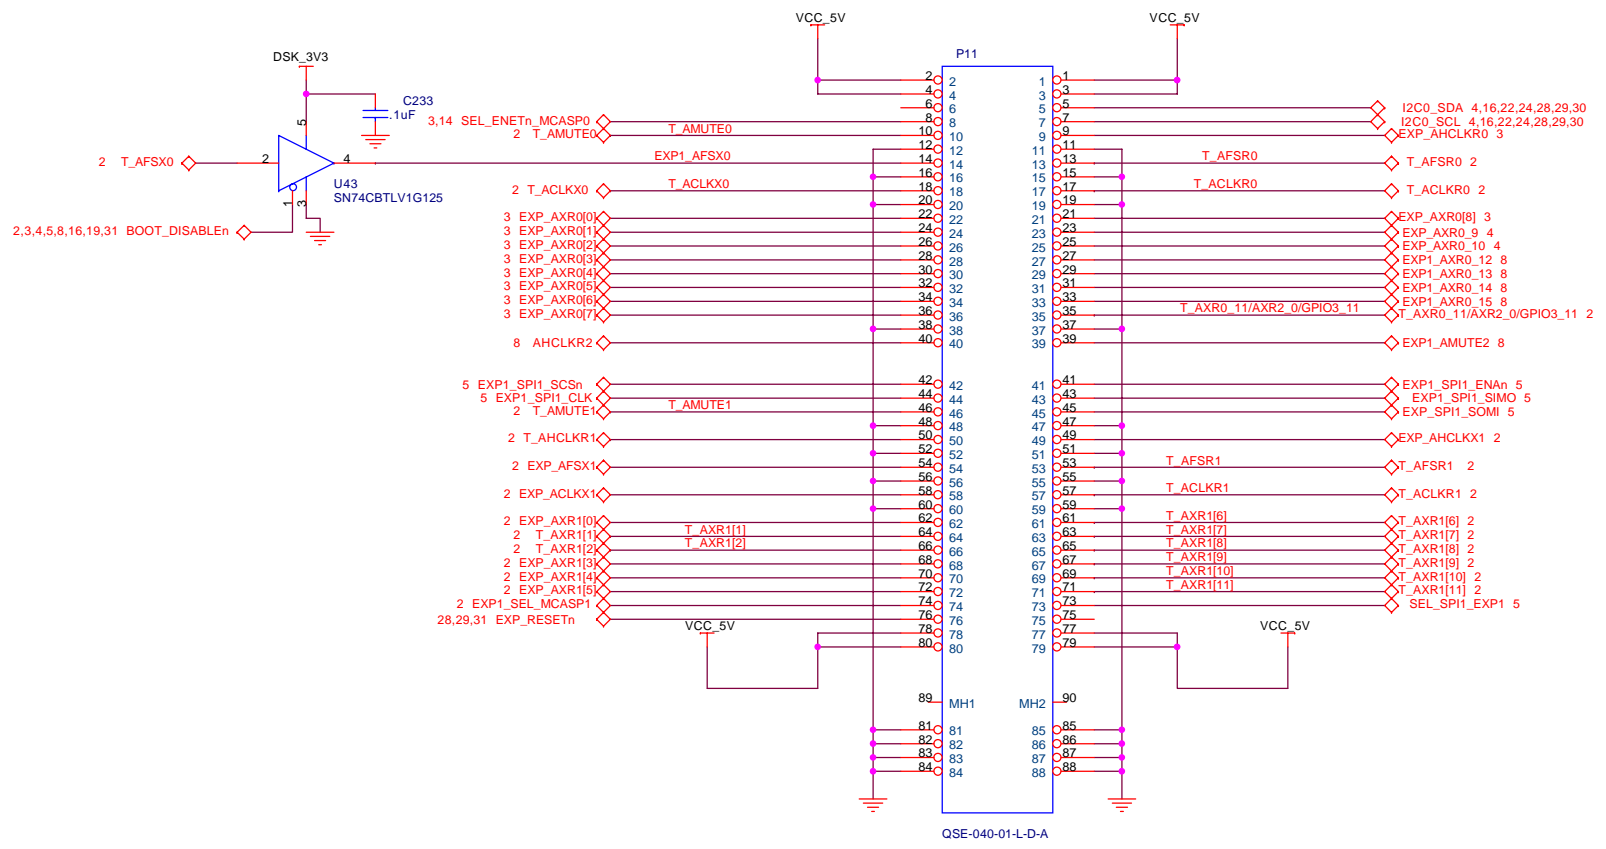 VCC_5V VCC_5V
P11
DSK_3V3
C233
.1uF
5
2 T_AFSX0 2 4 EXP1_AFSX0
U43
SN74CBTLV1G125
1 3
2,3,4,5,8,16,19,31 BOOT_DISABLEn
2 2 1 1
4 4 3 3
6 6 5 5 I2C0_SDA 4,16,22,24,28,29,30
3,14 SEL_ENETn_MCASP0 8 8 7 7 I2C0_SCL 4,16,22,24,28,29,30
2 T_AMUTE0 T_AMUTE0 10 10 9 9 EXP_AHCLKR0 3
12 12 11 11
14 14 13 13 T_AFSR0 T_AFSR0 2
16 16 15 15
2 T_ACLKX0 T_ACLKX0 18 18 17 17 T_ACLKR0 T_ACLKR0 2
20 20 19 19
3 EXP_AXR0[0] 22 22 21 21 EXP_AXR0[8] 3
3 EXP_AXR0[1] 24 24 23 23 EXP_AXR0_9 4
3 EXP_AXR0[2] 26 26 25 25 EXP_AXR0_10 4
3 EXP_AXR0[3] 28 28 27 27 EXP1_AXR0_12 8
3 EXP_AXR0[4] 30 30 29 29 EXP1_AXR0_13 8
3 EXP_AXR0[5] 32 32 31 31 EXP1_AXR0_14 8
3 EXP_AXR0[6] 34 34 33 33 EXP1_AXR0_15 8
3 EXP_AXR0[7] 36 36 35 35 T_AXR0_11/AXR2_0/GPIO3_11 T_AXR0_11/AXR2_0/GPIO3_11 2
38 38 37 37
8 AHCLKR2 40 40 39 39 EXP1_AMUTE2 8
5 EXP1_SPI1_SCSn 42 42 41 41 EXP1_SPI1_ENAn 5
5 EXP1_SPI1_CLK 44 44 43 43 EXP1_SPI1_SIMO 5
2 T_AMUTE1 T_AMUTE1 46 46 45 45 EXP_SPI1_SOMI 5
48 48 47 47
2 T_AHCLKR1 50 50 49 49 EXP_AHCLKX1 2
52 52 51 51
2 EXP_AFSX1 54 54 53 53 T_AFSR1 T_AFSR1 2
56 56 55 55
2 EXP_ACLKX1 58 58 57 57 T_ACLKR1 T_ACLKR1 2
60 60 59 59
2 EXP_AXR1[0] 62 62 61 61 T_AXR1[6] T_AXR1[6] 2
2 T_AXR1[1] T_AXR1[1] 64 64 63 63 T_AXR1[7] T_AXR1[7] 2
2 T_AXR1[2] T_AXR1[2] 66 66 65 65 T_AXR1[8] T_AXR1[8] 2
2 EXP_AXR1[3] 68 68 67 67 T_AXR1[9] T_AXR1[9] 2
2 EXP_AXR1[4] 70 70 69 69 T_AXR1[10] T_AXR1[10] 2
2 EXP_AXR1[5] 72 72 71 71 T_AXR1[11] T_AXR1[11] 2
2 EXP1_SEL_MCASP1 74 74 73 73 SEL_SPI1_EXP1 5
28,29,31 EXP_RESETn 76 76 75 75
VCC_5V 78 78 77 77 VCC_5V
80 80 79 79
89 MH1 MH2 90
81 81 85 85
82 82 86 86
83 83 87 87
84 84 88 88
QSE-040-01-L-D-A